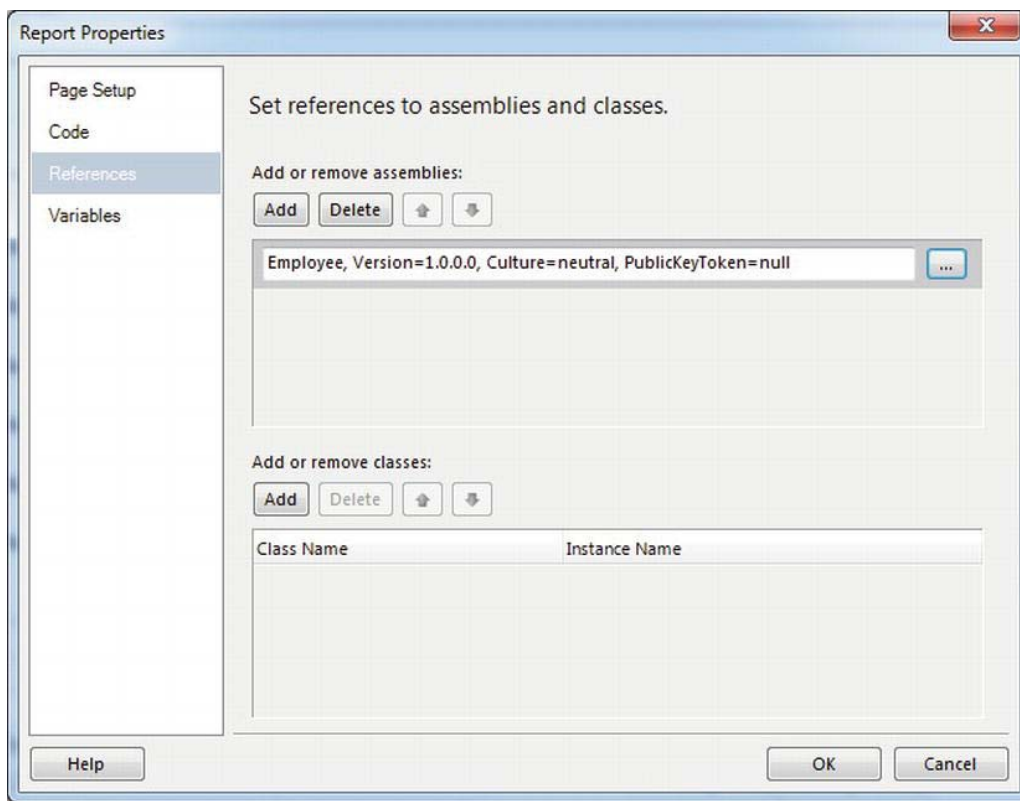 Report Properties
Page Setup
Code
References
Variables
Set references to assemblies and classes.
Add or remove assemblies:
Add Delete
Employee, Version=1.0.0.0, Culture=neutral, PublicKeyToken=null ...
Add or remove classes:
Add Delete
Class Name Instance Name
Help OK Cancel